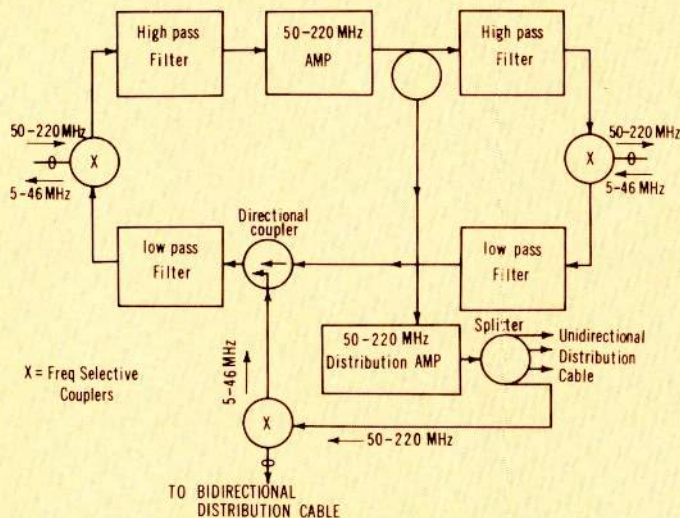 High pass
Filter
50-220 MHz
AMP
High pass
Filter
50-220 MHz
X
5-46 MHz
50-220 MHz
X
5-46 MHz
Directional
coupler
low pass
Filter
low pass
Filter
50-220 MHz
Distribution AMP
Splitter
Unidirectional
Distribution
Cable
X = Freq Selective
Couplers
5-46 MHz
X
50-220 MHz
TO BIDIRECTIONAL
DISTRIBUTION CABLE